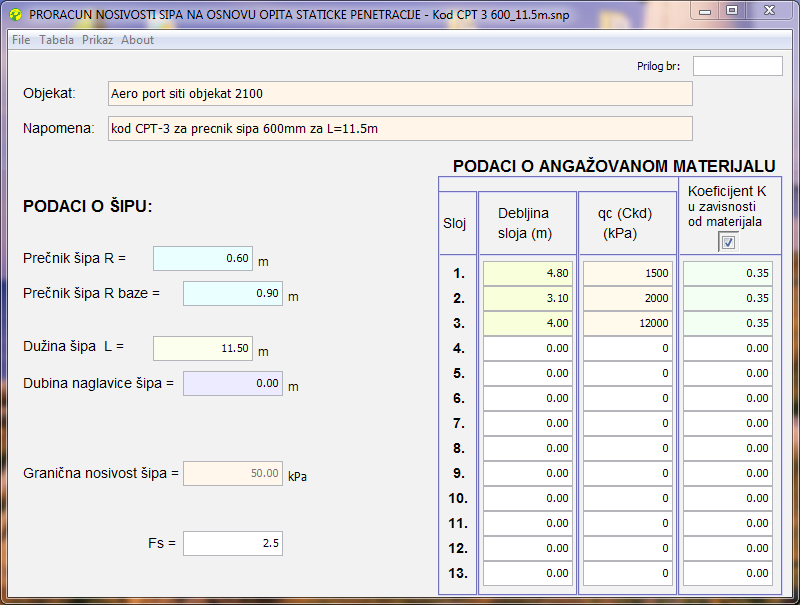 PRORACUN NOSIVOSTI SIPA NA OSNOVU OPITA STATICKE PENETRACIJE - Kod CPT 3 600_11.5m.snp
File Tabela Prikaz About
Prilog br:
Objekat: Aero port siti objekat 2100
Napomena: kod CPT-3 za precnik sipa 600mm za L=11.5m
PODACI O ANGAŽOVANOM MATERIJALU
PODACI O ŠIPU:
Prečnik šipa R = 0.60 m
Prečnik šipa R baze = 0.90 m
Dužina šipa L = 11.50 m
Dubina naglavice šipa = 0.00 m
Granična nosivost šipa = 50.00 kPa
Fs = 2.5
Sloj
Debljina
sloja (m)
qc (Ckd)
(kPa)
Koeficijent K
u zavisnosti
od materijala
1. 4.80 1500 0.35
2. 3.10 2000 0.35
3. 4.00 12000 0.35
4. 0.00 0 0.00
5. 0.00 0 0.00
6. 0.00 0 0.00
7. 0.00 0 0.00
8. 0.00 0 0.00
9. 0.00 0 0.00
10. 0.00 0 0.00
11. 0.00 0 0.00
12. 0.00 0 0.00
13. 0.00 0 0.00